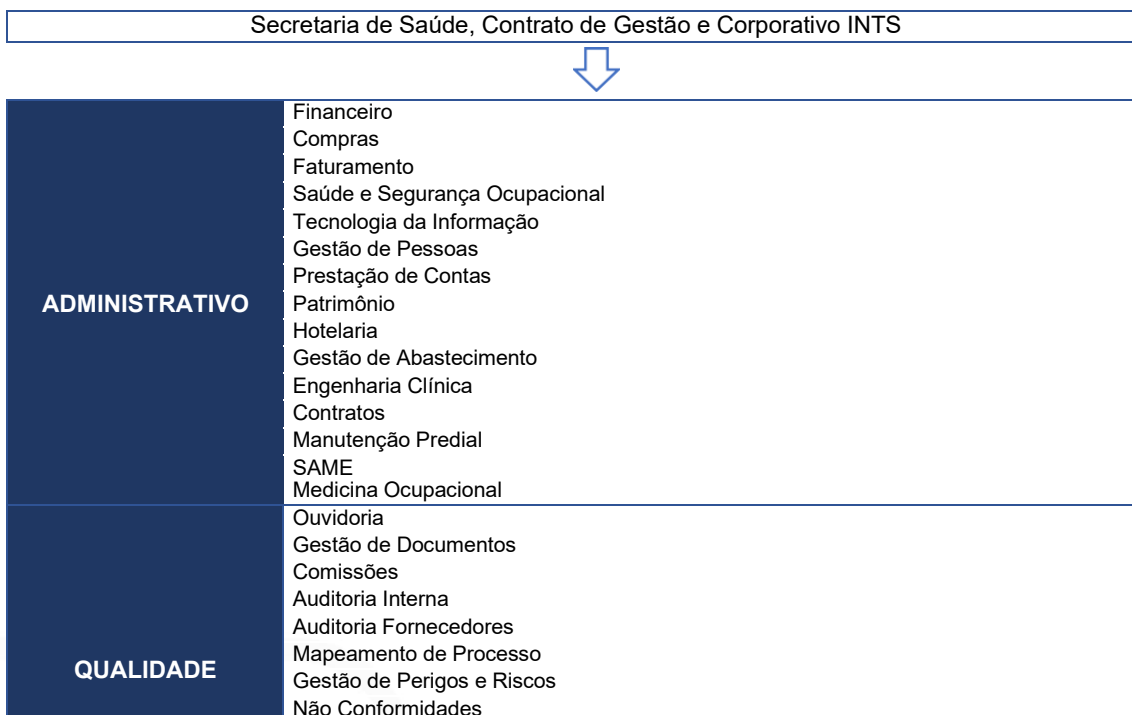 Secretaria de Saúde, Contrato de Gestão e Corporativo INTS
ADMINISTRATIVO
Financeiro
Compras
Faturamento
Saúde e Segurança Ocupacional
Tecnologia da Informação
Gestão de Pessoas
Prestação de Contas
Patrimônio
Hotelaria
Gestão de Abastecimento
Engenharia Clínica
Contratos
Manutenção Predial
SAME
Medicina Ocupacional
QUALIDADE
Ouvidoria
Gestão de Documentos
Comissões
Auditoria Interna
Auditoria Fornecedores
Mapeamento de Processo
Gestão de Perigos e Riscos
Não Conformidades